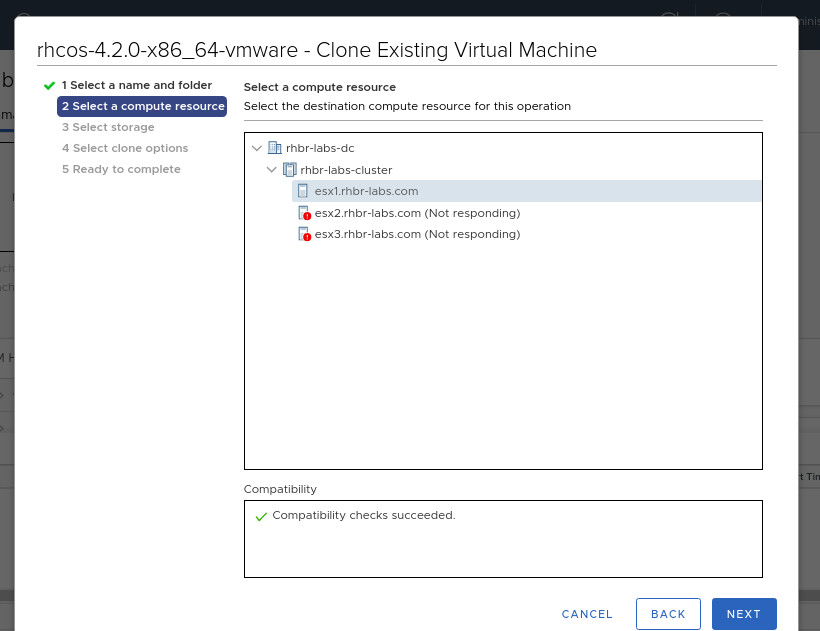 rhcos-4.2.0-x86_64-vmware - Clone Existing Virtual Machine
1 Select a name and folder
2 Select a compute resource
3 Select storage
4 Select clone options
5 Ready to complete
Select a compute resource
Select the destination compute resource for this operation
rhbr-labs-dc
rhbr-labs-cluster
esx1.rhbr-labs.com
esx2.rhbr-labs.com (Not responding)
esx3.rhbr-labs.com (Not responding)
Compatibility
Compatibility checks succeeded.
CANCEL
BACK
NEXT